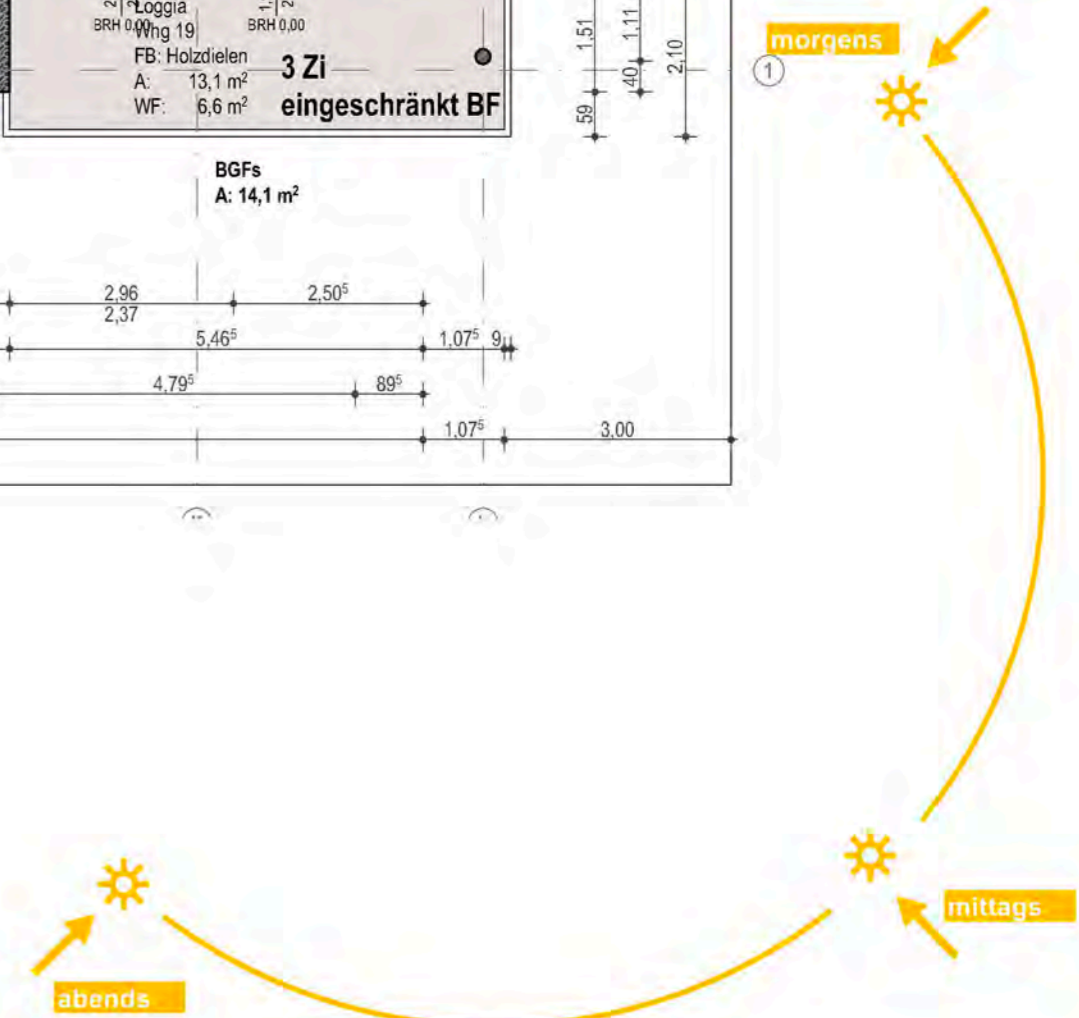 Loggia
BRH 0,00
Whg 19
BRH 0,00
FB: Holzdielen
A: 13,1 m²
WF: 6,6 m²
3 Zi
eingeschränkt BF
1,51
1,11
40
2,10
59
1
morgens
BGFs
A: 14,1 m²
2,96
2,50⁵
2,37
5,46⁵
1,07⁵
9
4,79⁵
89⁵
1,07⁵
3,00
mittags
abends